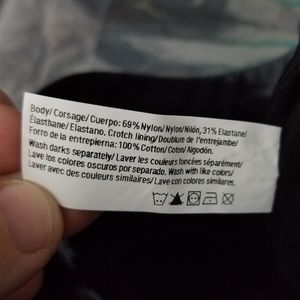 Body/Corsage/Cuerpo: 69% Nylon/Nylon/Nilón, 31% Elastane/
Élasthane/Elastano. Crotch lining/Doublure de l'entrejambe/
Forro de la entrepierna: 100% Cotton/Coton/Algodón.
Wash darks separately/Laver les couleurs foncées séparément/
Lave los colores oscuros por separado. Wash with like colors/
Laver avec des couleurs similaires/Lave con colores similares.